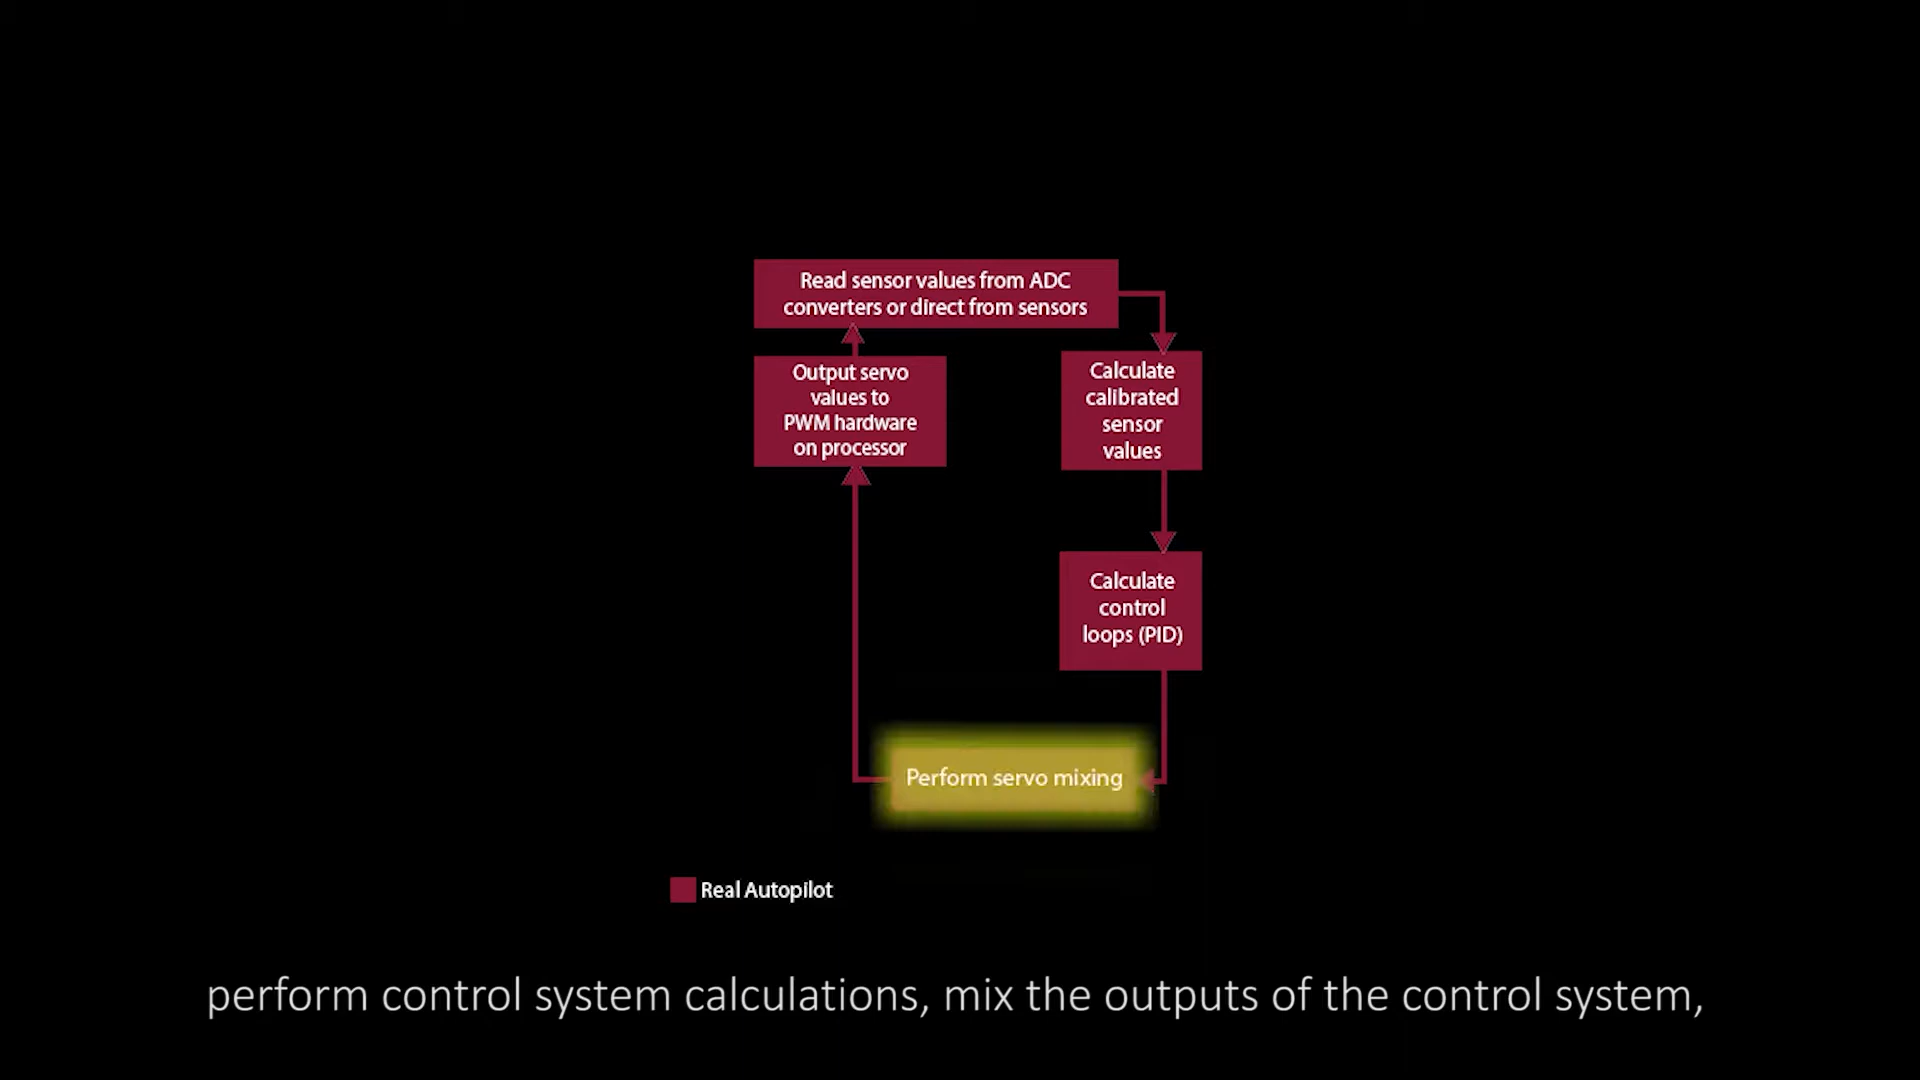 Read sensor values from ADC
converters or direct from sensors
Output servo
values to
PWM hardware
on processor
Calculate
calibrated
sensor
values
Calculate
control
loops (PID)
Perform servo mixing
Real Autopilot
perform control system calculations, mix the outputs of the control system,